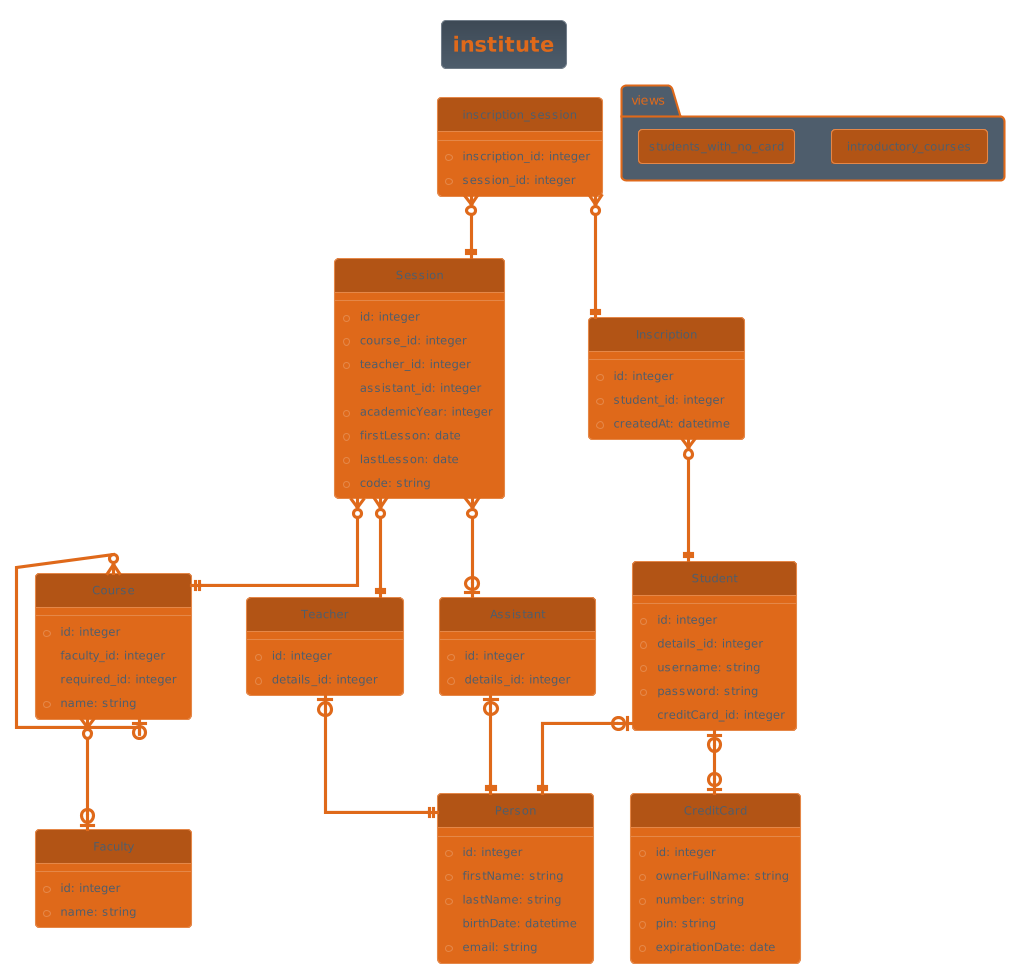 institute
views
students_with_no_card
introductory_courses
Inscription_session
inscription_id: integer
session_id: integer
Session
id: integer
course_id: integer
teacher_id: integer
assistant_id: integer
academicYear: integer
firstLesson: date
lastLesson: date
code: string
Inscription
id: integer
student_id: integer
createdAt: datetime
Course
id: integer
faculty_id: integer
required_id: integer
name: string
Teacher
id: integer
details_id: integer
Assistant
id: integer
details_id: integer
Student
id: integer
details_id: integer
username: string
password: string
creditCard_id: integer
Faculty
id: integer
name: string
Person
id: integer
firstName: string
lastName: string
birthDate: datetime
email: string
CreditCard
id: integer
ownerFullName: string
number: string
pin: string
expirationDate: date